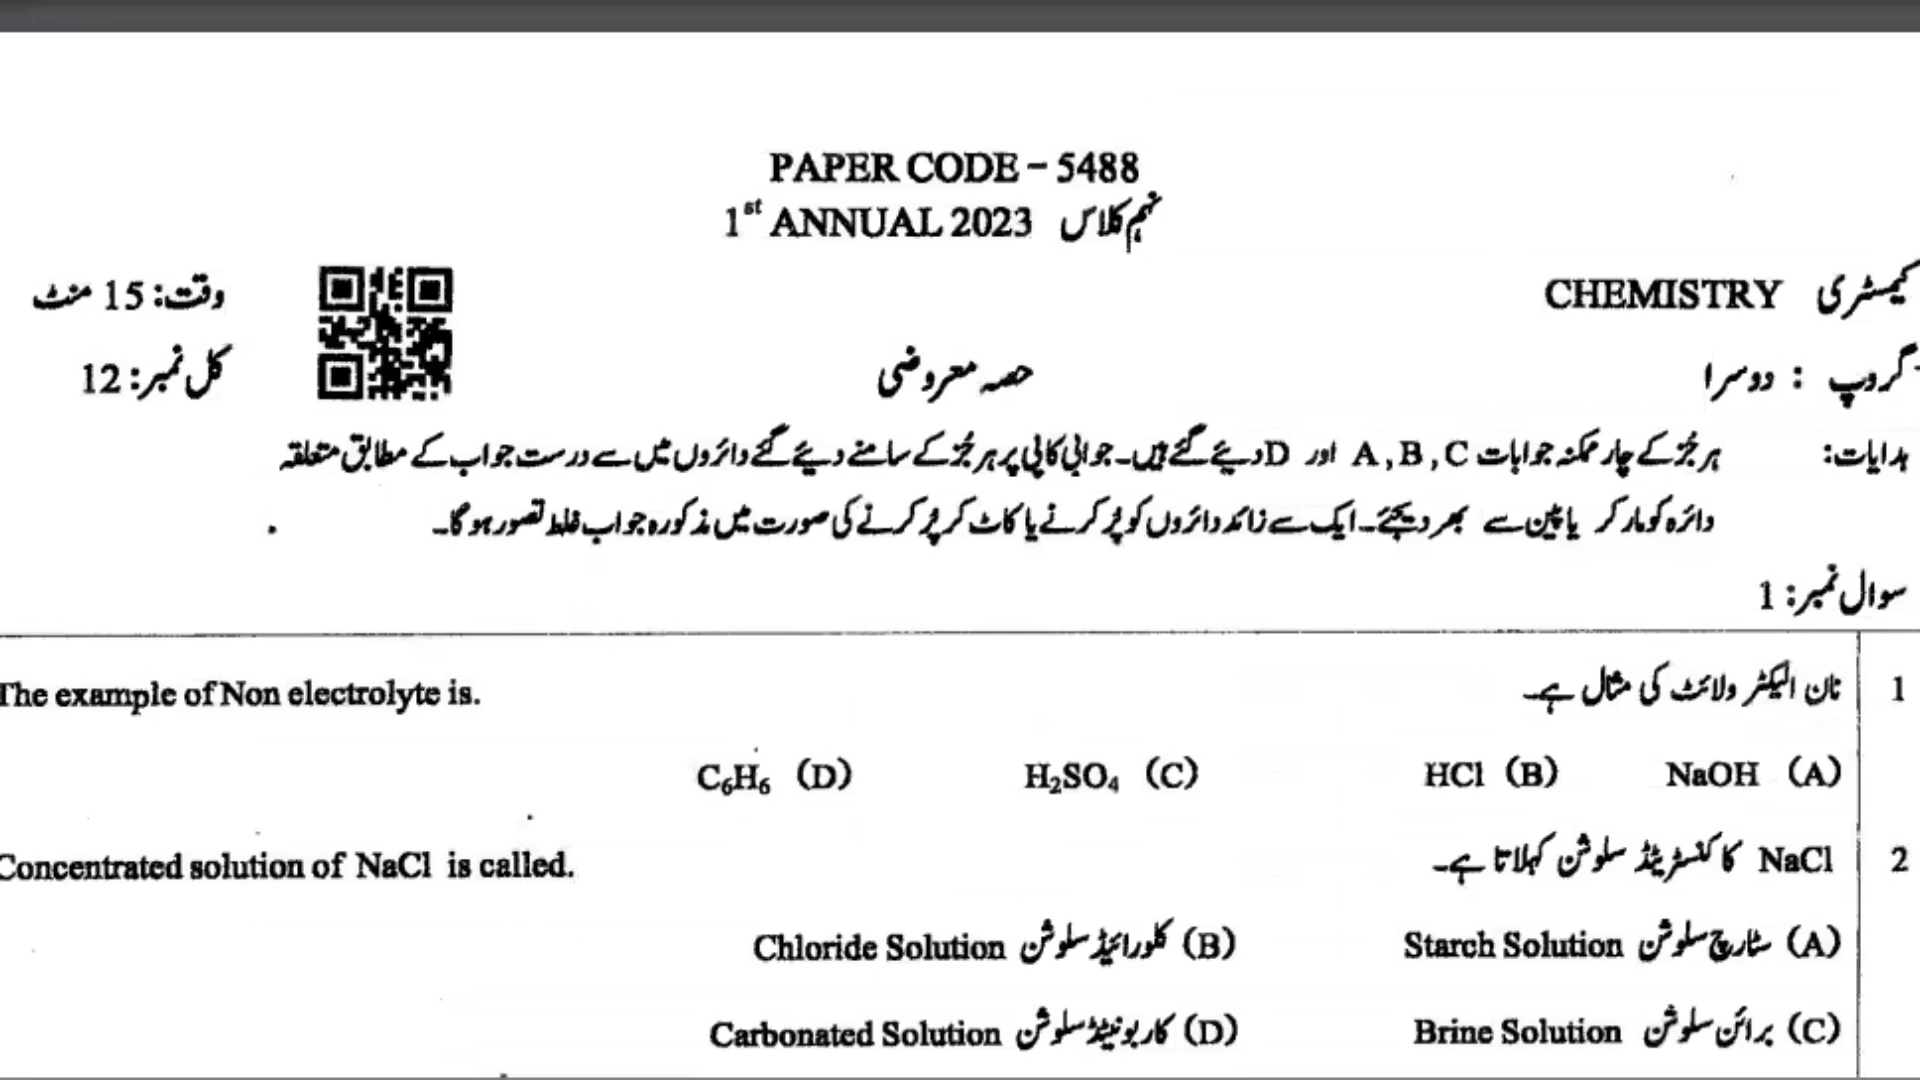 PAPER CODE – 5488
1st ANNUAL 2023 نہم کلاس
کیمسٹری CHEMISTRY
وقت: 15 منٹ
گروپ : دوسرا
حصہ معروضی
کل نمبر: 12
ہدایات: ہر جُز کے چار ممکنہ جوابات A,B,C اور D دیئے گئے ہیں۔ جوابی کاپی پر ہر جُز کے سامنے دیئے گئے دائروں میں سے درست جواب کے مطابق متعلقہ
دائرہ کو مارکر یا پین سے بھر دیجئے۔ ایک سے زائد دائروں کو پُر کرنے یا کاٹ کر پُر کرنے کی صورت میں مذکورہ جواب غلط تصور ہوگا۔
سوال نمبر: 1
1 نان الیکٹرولائٹ کی مثال ہے۔ The example of Non electrolyte is.
(A) NaOH (B) HCl (C) H₂SO₄ (D) C₆H₆
2 NaCl کا کنسنٹریٹڈ سلوشن کہلاتا ہے۔ Concentrated solution of NaCl is called.
(A) سٹارچ سلوشن Starch Solution (B) کلورائیڈ سلوشن Chloride Solution
(C) برائن سلوشن Brine Solution (D) کاربونیٹڈ سلوشن Carbonated Solution